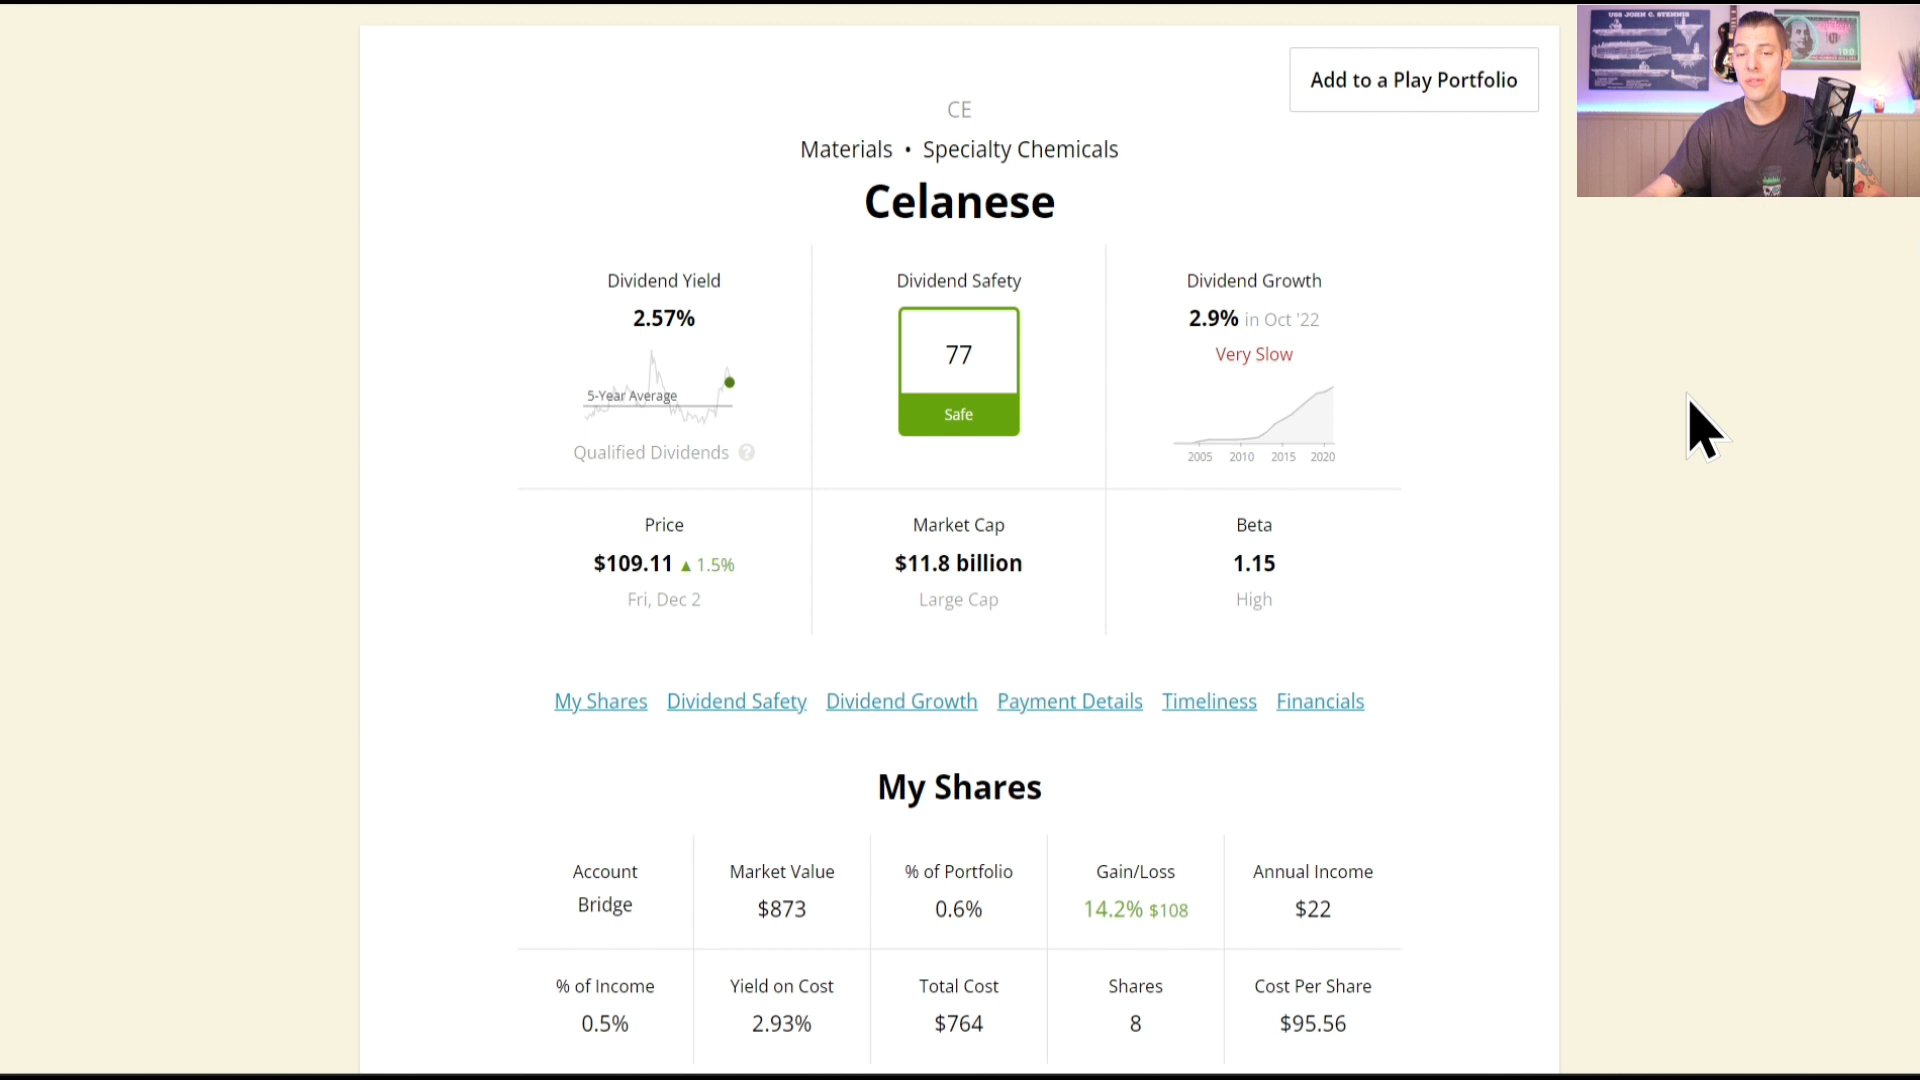 Add to a Play Portfolio
USS JOHN C. STENNIS
100
CE
Materials • Specialty Chemicals
Celanese
Dividend Yield
2.57%
5-Year Average
Qualified Dividends ?
Dividend Safety
77
Safe
Dividend Growth
2.9% in Oct '22
Very Slow
2005 2010 2015 2020
Price
$109.11 ▲ 1.5%
Fri, Dec 2
Market Cap
$11.8 billion
Large Cap
Beta
1.15
High
My Shares Dividend Safety Dividend Growth Payment Details Timeliness Financials
My Shares
Account
Bridge
Market Value
$873
% of Portfolio
0.6%
Gain/Loss
14.2% $108
Annual Income
$22
% of Income
0.5%
Yield on Cost
2.93%
Total Cost
$764
Shares
8
Cost Per Share
$95.56